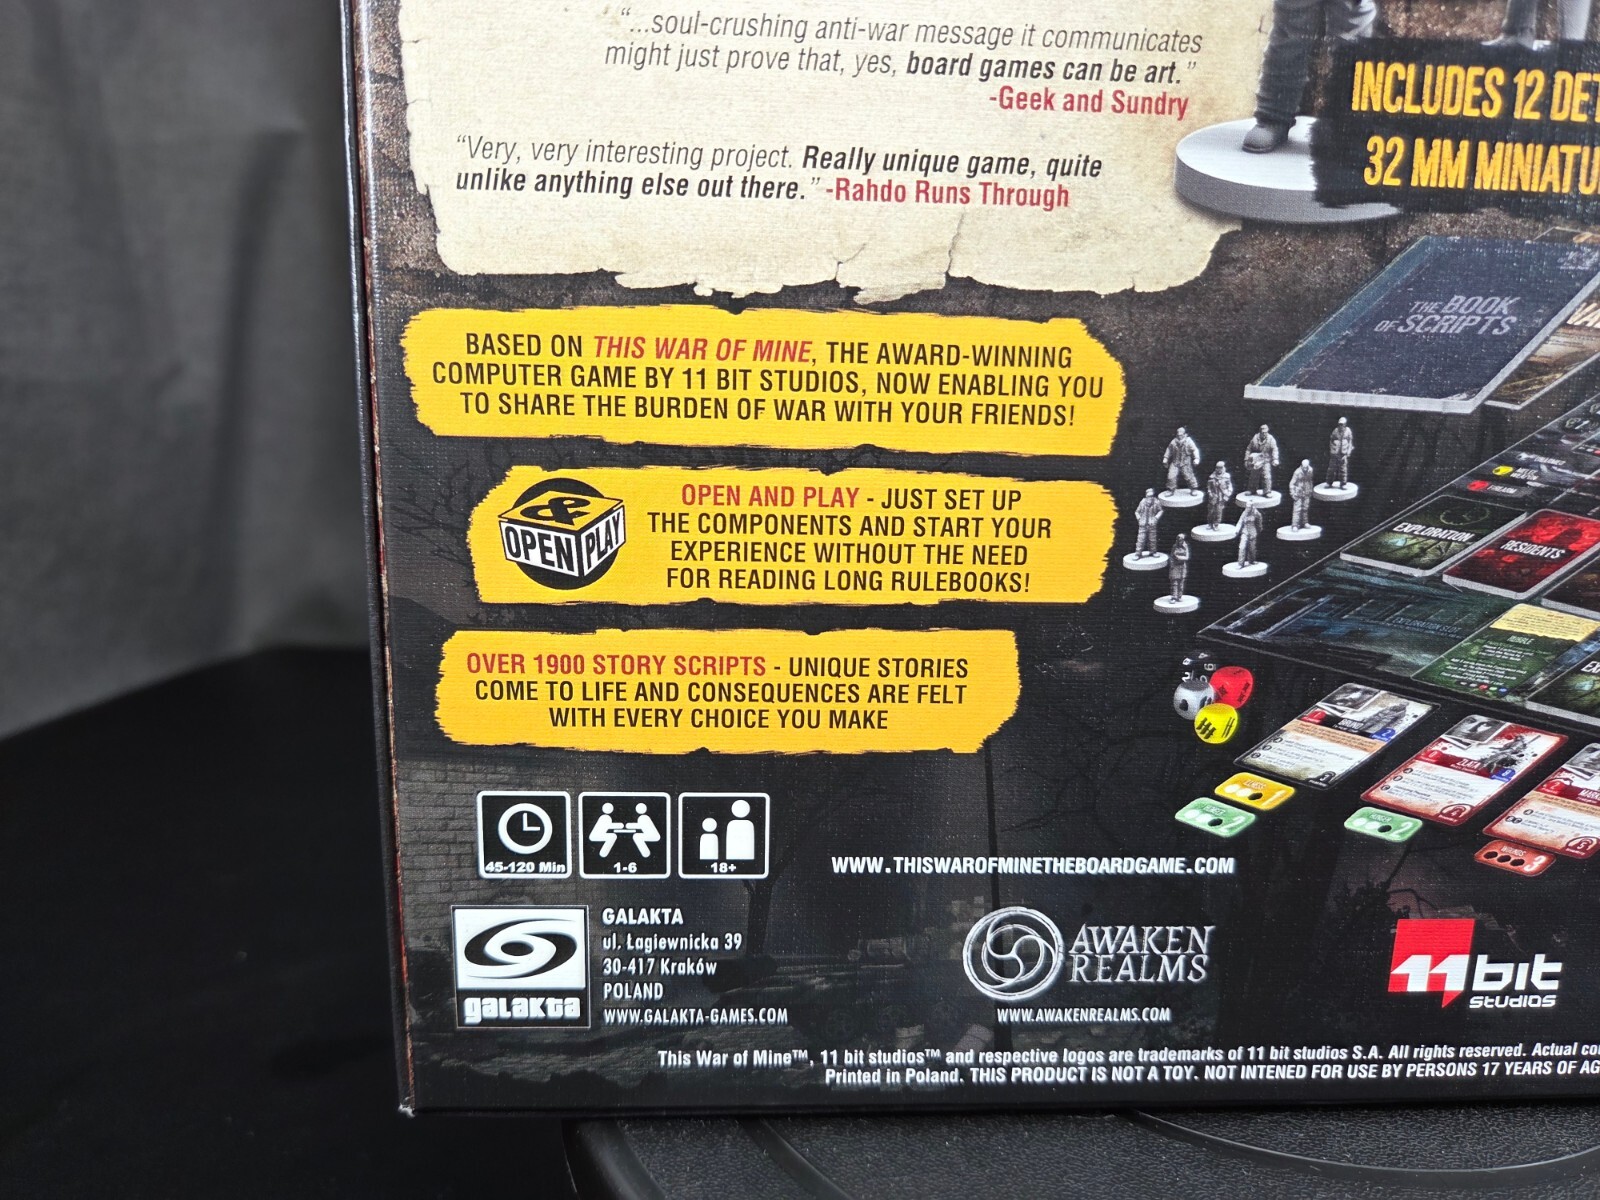 “...soul-crushing anti-war message it communicates
might just prove that, yes, board games can be art.”
-Geek and Sundry
“Very, very interesting project. Really unique game, quite
unlike anything else out there.” -Rahdo Runs Through
INCLUDES 12 DET
32 MM MINIATU
THE BOOK
OF SCRIPTS
BASED ON THIS WAR OF MINE, THE AWARD-WINNING
COMPUTER GAME BY 11 BIT STUDIOS, NOW ENABLING YOU
TO SHARE THE BURDEN OF WAR WITH YOUR FRIENDS!
&
OPEN PLAY
OPEN AND PLAY - JUST SET UP
THE COMPONENTS AND START YOUR
EXPERIENCE WITHOUT THE NEED
FOR READING LONG RULEBOOKS!
EXPLORATION
RESIDENTS
OVER 1900 STORY SCRIPTS - UNIQUE STORIES
COME TO LIFE AND CONSEQUENCES ARE FELT
WITH EVERY CHOICE YOU MAKE
ZLATA
1
2
2
3
45-120 Min
1-6
18+
WWW.THISWAROFMINETHEBOARDGAME.COM
galakta
GALAKTA
ul. Łagiewnicka 39
30-417 Kraków
POLAND
WWW.GALAKTA-GAMES.COM
AWAKEN
REALMS
WWW.AWAKENREALMS.COM
11 bit
studios
This War of Mine™, 11 bit studios™ and respective logos are trademarks of 11 bit studios S.A. All rights reserved. Actual co
Printed in Poland. THIS PRODUCT IS NOT A TOY. NOT INTENED FOR USE BY PERSONS 17 YEARS OF AG